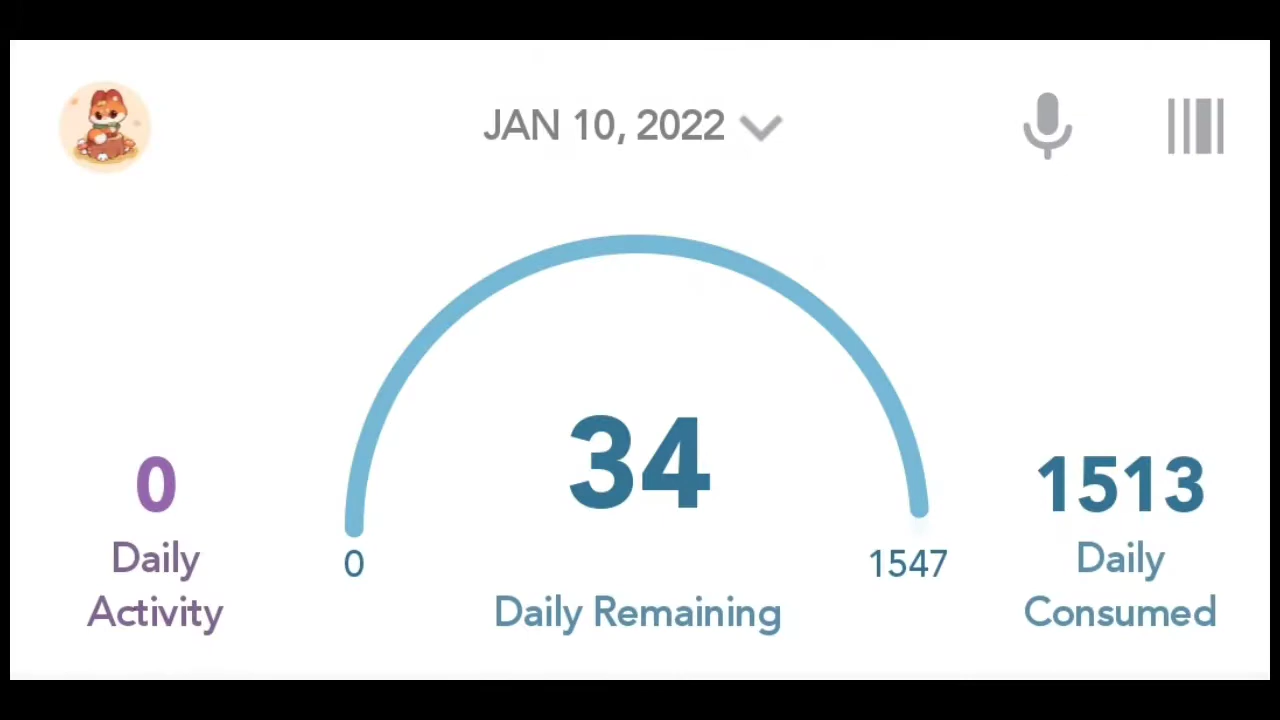 JAN 10, 2022
34
0
Daily
Activity
0
1547
Daily Remaining
1513
Daily
Consumed